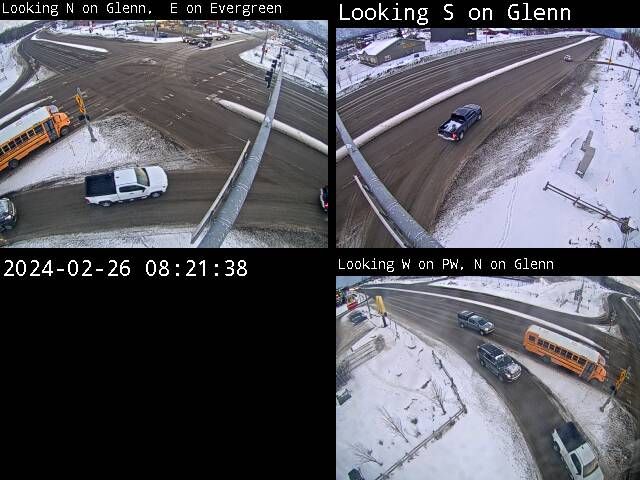 Looking N on Glenn,  E on Evergreen
Looking S on Glenn
2024-02-26 08:21:38
Looking W on PW, N on Glenn